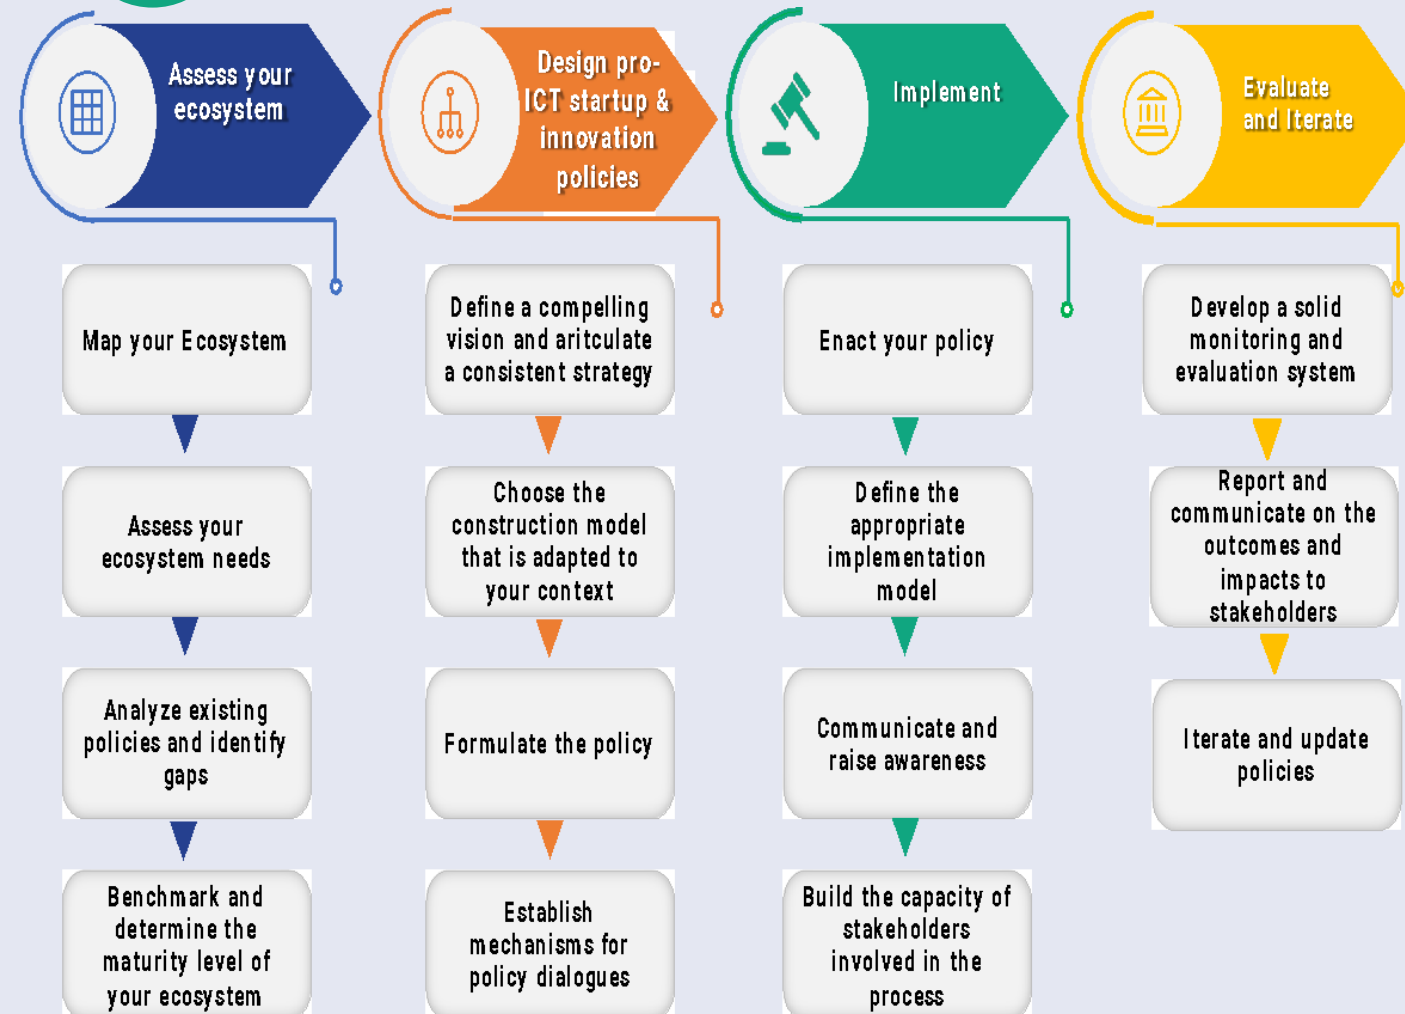 Assess your
ecosystem
Design pro-
ICT startup &
innovation
policies
Implement
Evaluate
and Iterate
Map your Ecosystem
Assess your
ecosystem needs
Analyze existing
policies and identify
gaps
Benchmark and
determine the
maturity level of
your ecosystem
Define a compelling
vision and aritculate
a consistent strategy
Choose the
construction model
that is adapted to
your context
Formulate the policy
Establish
mechanisms for
policy dialogues
Enact your policy
Define the
appropriate
implementation
model
Communicate and
raise awareness
Build the capacity of
stakeholders
involved in the
process
Develop a solid
monitoring and
evaluation system
Report and
communicate on the
outcomes and
impacts to
stakeholders
Iterate and update
policies